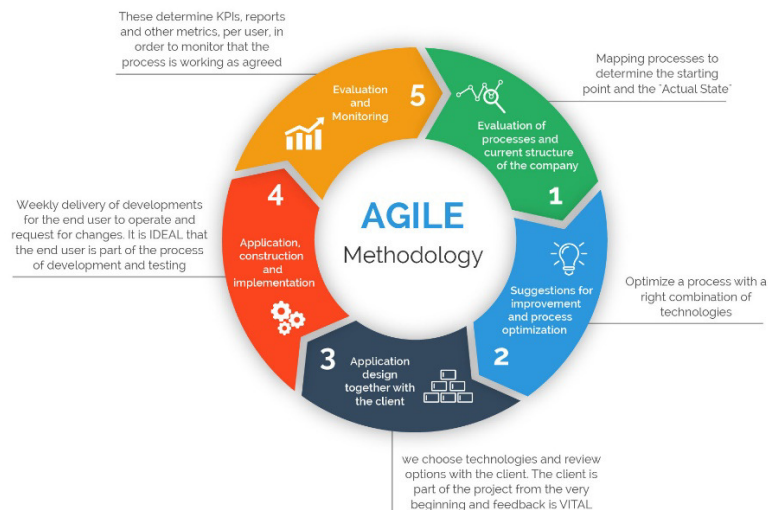 These determine KPIs, reports
and other metrics, per user, in
order to monitor that the
process is working as agreed
Evaluation
and
Monitoring
5
Mapping processes to
determine the starting
point and the "Actual State"
Evaluation of
processes and
current structure
of the company
1
AGILE
Methodology
Optimize a process with a
right combination of
technologies
Suggestions for
improvement
and process
optimization
2
we choose technologies and review
options with the client. The client is
part of the project from the very
beginning and feedback is VITAL
3
Application
design
together with
the client
Weekly delivery of developments
for the end user to operate and
request for changes. It is IDEAL that
the end user is part of the process
of development and testing
4
Application,
construction
and
implementation